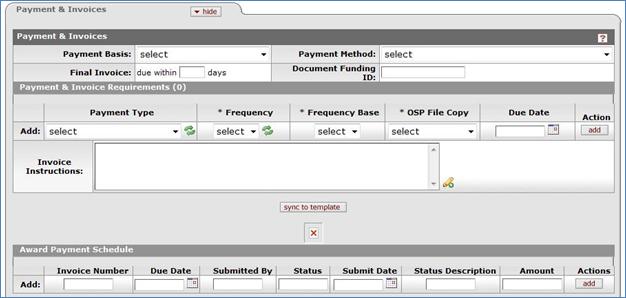 Payment & Invoices
hide
Payment & Invoices
?
Payment Basis: select Payment Method: select
Final Invoice: due within days Document Funding ID:
Payment & Invoice Requirements (0)
Payment Type * Frequency * Frequency Base * OSP File Copy Due Date Action
Add: select select select select add
Invoice Instructions:
sync to template
Award Payment Schedule
Invoice Number Due Date Submitted By Status Submit Date Status Description Amount Actions
Add: add